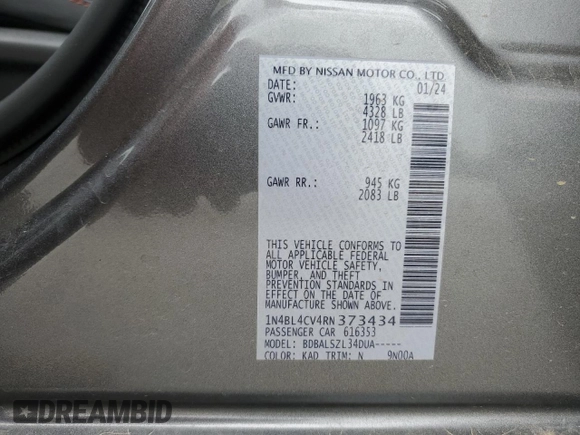 MFD BY NISSAN MOTOR CO., LTD
DATE: 01/24
GVWR: 1963 KG
4328 LB
GAWR FR.: 1097 KG
2418 LB
GAWR RR.: 945 KG
2083 LB
THIS VEHICLE CONFORMS TO
ALL APPLICABLE FEDERAL
MOTOR VEHICLE SAFETY,
BUMPER, AND THEFT
PREVENTION STANDARDS IN
EFFECT ON THE DATE OF
MANUFACTURE SHOWN ABOVE.
1N4BL4CV4RN373434
PASSENGER CAR 616353
MODEL: BDBALSZL34DUA-----
COLOR: KAD TRIM: N 9N00A
DREAMBID